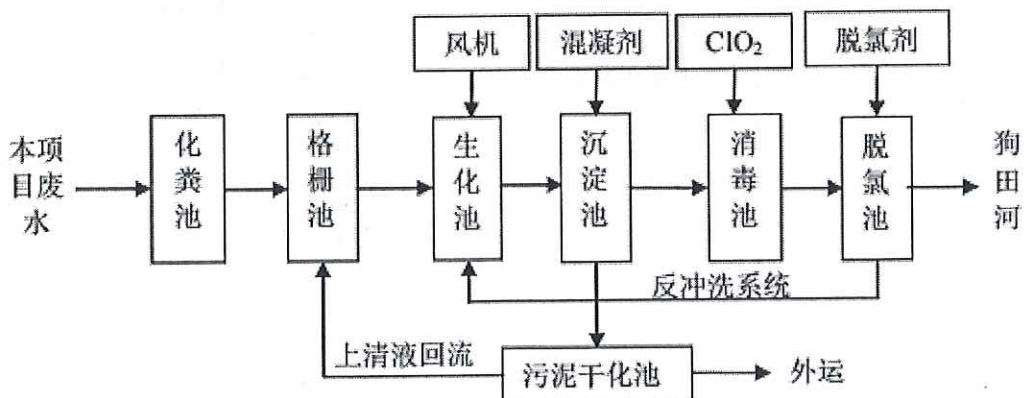 风机
混凝剂
ClO₂
脱氯剂
本项
目废
水
化粪池
格栅池
生化池
沉淀池
消毒池
脱氯池
狗田河
反冲洗系统
上清液回流
污泥干化池
外运